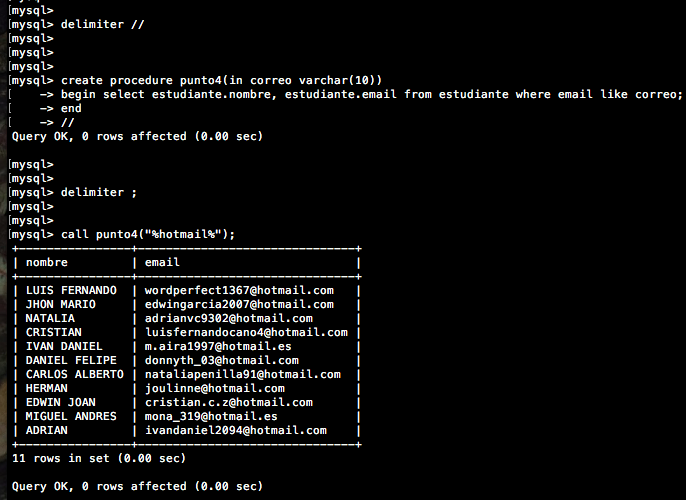 [mysql>
[mysql> delimiter //
[mysql>
[mysql>
[mysql>
[mysql> create procedure punto4(in correo varchar(10))
[    -> begin select estudiante.nombre, estudiante.email from estudiante where email like correo;
[    -> end
[    -> //
Query OK, 0 rows affected (0.00 sec)

[mysql>
[mysql>
[mysql> delimiter ;
[mysql>
[mysql>
[mysql> call punto4("%hotmail%");
+----------------+-------------------------------+
| nombre         | email                         |
+----------------+-------------------------------+
| LUIS FERNANDO  | wordperfect1367@hotmail.com   |
| JHON MARIO     | edwingarcia2007@hotmail.com   |
| NATALIA        | adrianvc9302@hotmail.com      |
| CRISTIAN       | luisfernandocano4@hotmail.com |
| IVAN DANIEL    | m.aira1997@hotmail.es         |
| DANIEL FELIPE  | donnyth_03@hotmail.com        |
| CARLOS ALBERTO | nataliapenilla91@hotmail.com  |
| HERMAN         | joulinne@hotmail.com          |
| EDWIN JOAN     | cristian.c.z@hotmail.com      |
| MIGUEL ANDRES  | mona_319@hotmail.es           |
| ADRIAN         | ivandaniel2094@hotmail.com    |
+----------------+-------------------------------+
11 rows in set (0.00 sec)

Query OK, 0 rows affected (0.00 sec)